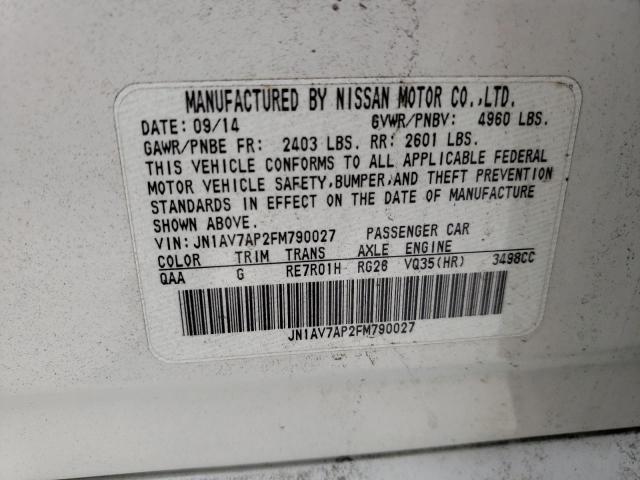 MANUFACTURED BY NISSAN MOTOR CO.,LTD.
DATE: 09/14 GVWR/PNBV: 4960 LBS.
GAWR/PNBE FR: 2403 LBS. RR: 2601 LBS.
THIS VEHICLE CONFORMS TO ALL APPLICABLE FEDERAL
MOTOR VEHICLE SAFETY,BUMPER,AND THEFT PREVENTION
STANDARDS IN EFFECT ON THE DATE OF MANUFACTURE
SHOWN ABOVE.
VIN: JN1AV7AP2FM790027 PASSENGER CAR
COLOR TRIM TRANS AXLE ENGINE
QAA G RE7R01H RG26 VQ35(HR) 3498CC
JN1AV7AP2FM790027